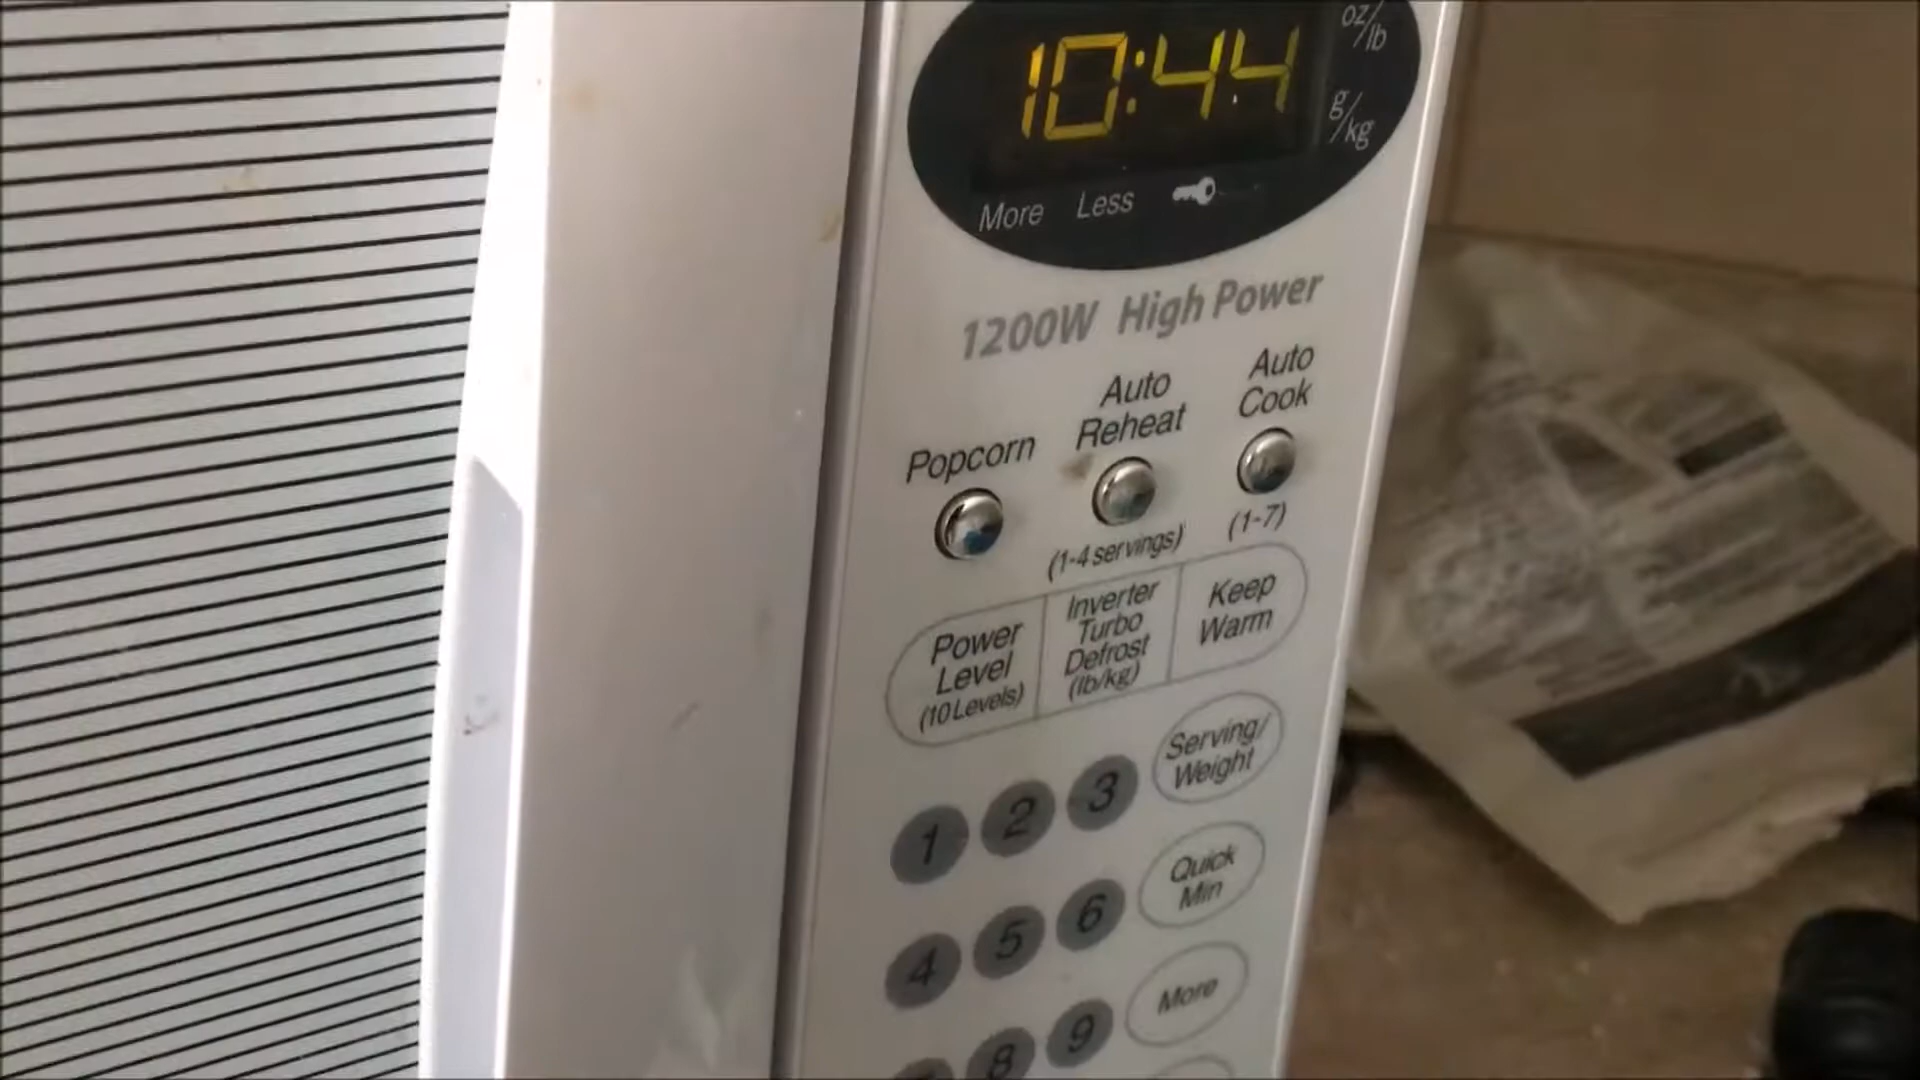 10:44
oz/
lb
g/
kg
More Less
1200W High Power
Popcorn
Auto
Reheat
(1-4 servings)
Auto
Cook
(1-7)
Power
Level
(10 Levels)
Inverter
Turbo
Defrost
(lb/kg)
Keep
Warm
1 2 3
Serving/
Weight
4 5 6
Quick
Min
8 9
More